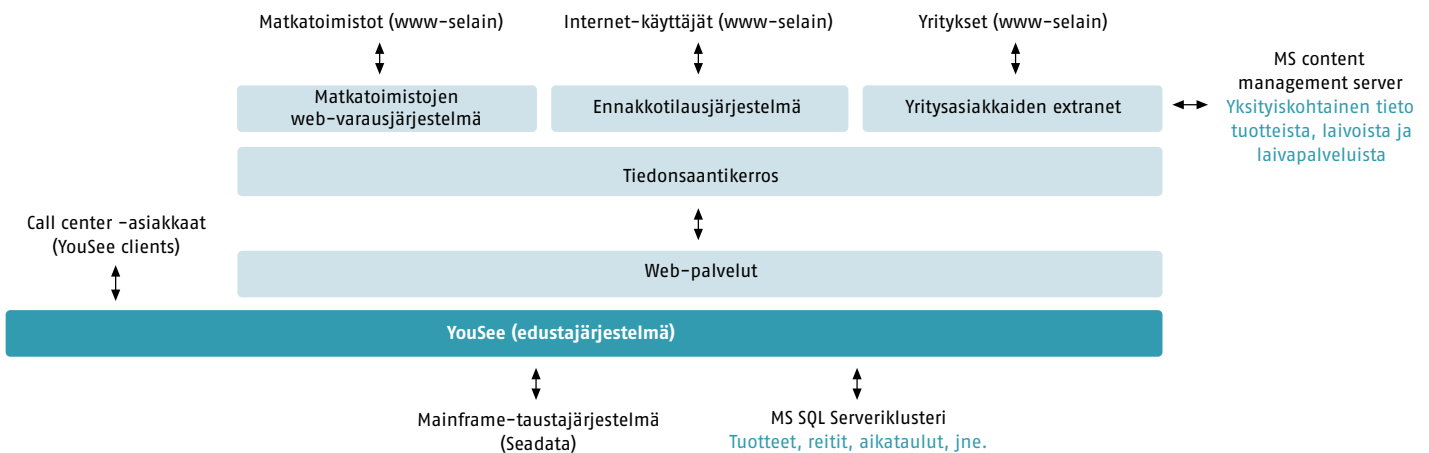 Matkatoimistot (www-selain)
Internet-käyttäjät (www-selain)
Yritykset (www-selain)
MS content
management server
Yksityiskohtainen tieto
tuotteista, laivoista ja
laivapalveluista
Matkatoimistojen
web-varausjärjestelmä
Ennakkotilausjärjestelmä
Yritysasiakkaiden extranet
Tiedonsaantikerros
Call center -asiakkaat
(YouSee clients)
Web-palvelut
YouSee (edustajärjestelmä)
Mainframe-taustajärjestelmä
(Seadata)
MS SQL Serveriklusteri
Tuotteet, reitit, aikataulut, jne.